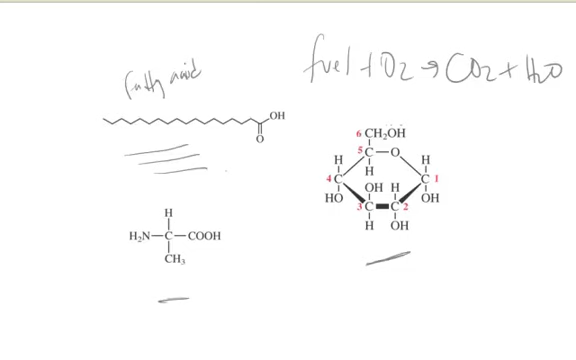 Fatty acid
fuel + O2 → CO2 + H2O
OH
O
6 CH2OH
5 C—O
H H H
4 C C 1
OH H
HO OH
3 C C 2
H OH
H
H2N—C—COOH
CH3